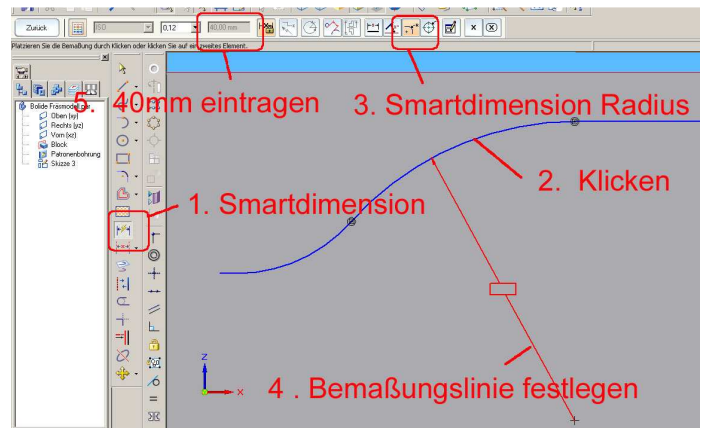 Zurück
ISO
0,12
40,00 mm
Platzieren Sie die Bemaßung durch Klicken oder klicken Sie auf ein zweites Element.
5. 40mm eintragen
3. Smartdimension Radius
Bolide Fräsmodell.par
Oben (xy)
Rechts (yz)
Vorn (xz)
Block
Patronenbohrung
Skizze 3
2. Klicken
1. Smartdimension
4 . Bemaßungslinie festlegen
Z
X